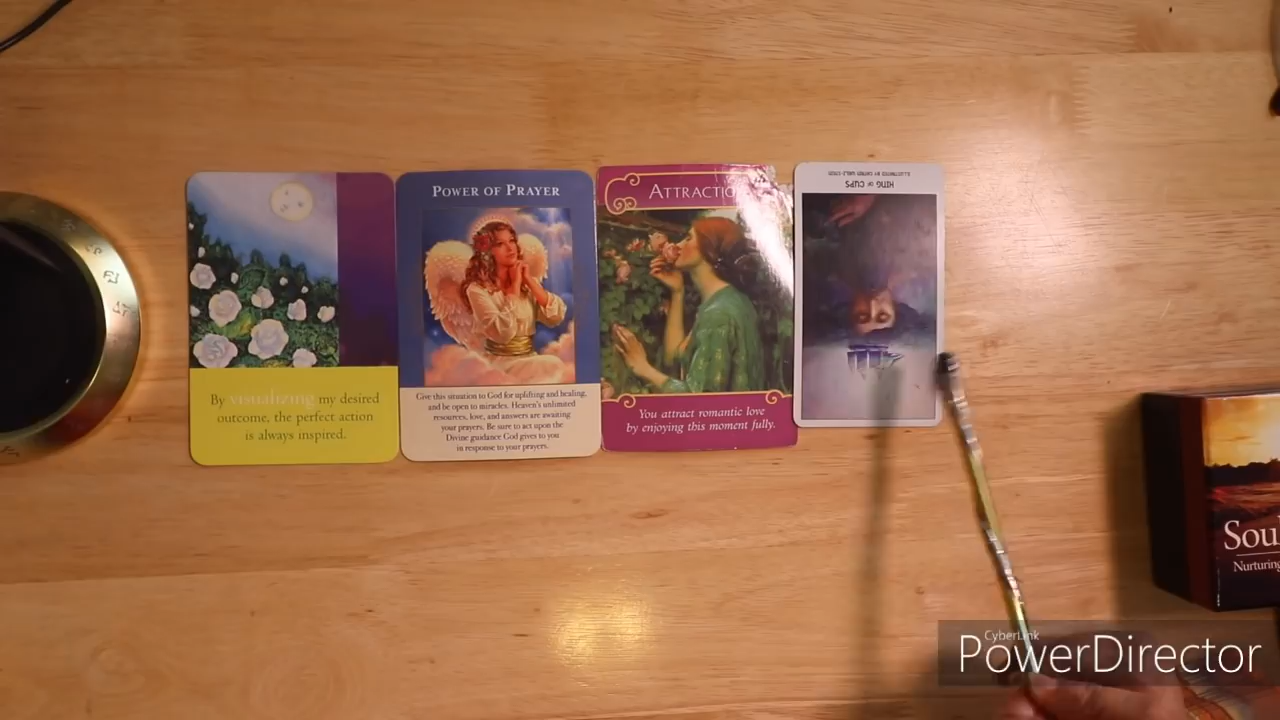 By visualizing my desired
outcome, the perfect action
is always inspired.
POWER OF PRAYER
Give this situation to God for uplifting and healing,
and be open to miracles. Heaven's unlimited
resources, love, and answers are awaiting
your prayers. Be sure to act upon the
Divine guidance God gives to you
in response to your prayers.
ATTRACTIO
You attract romantic love
by enjoying this moment fully.
KING OF CUPS
Sou
Nurturing
CyberLink
PowerDirector